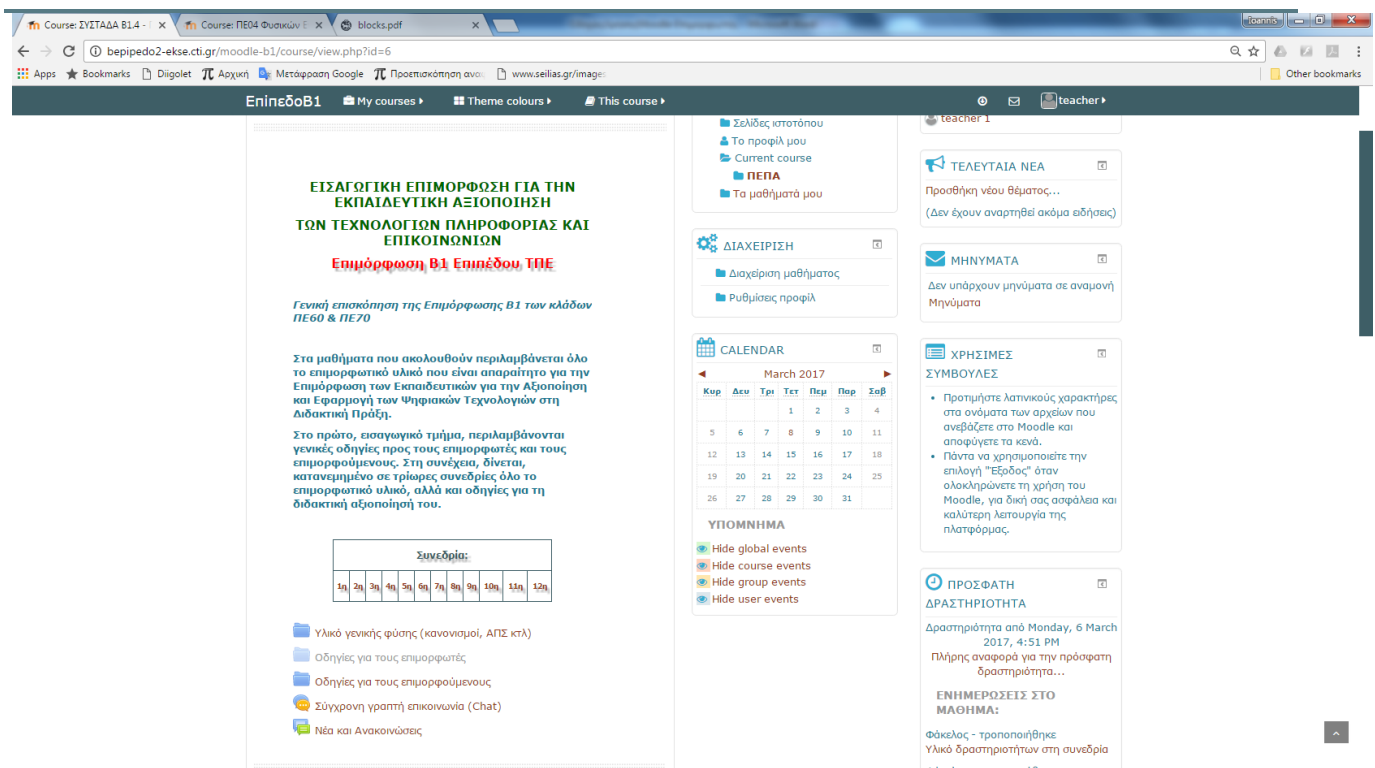 Course: ΣΥΣΤΑΔΑ Β1.4 -
Course: ΠΕ04 Φυσικών Ε
blocks.pdf
Ioannis
bepipedo2-ekse.cti.gr/moodle-b1/course/view.php?id=6
Apps
Bookmarks
Diigolet
Αρχική
Μετάφραση Google
Προεπισκόπηση ανα
www.seilias.gr/images
Other bookmarks
ΕπίπεδοΒ1
My courses
Theme colours
This course
teacher
ΕΙΣΑΓΩΓΙΚΗ ΕΠΙΜΟΡΦΩΣΗ ΓΙΑ ΤΗΝ
ΕΚΠΑΙΔΕΥΤΙΚΗ ΑΞΙΟΠΟΙΗΣΗ
ΤΩΝ ΤΕΧΝΟΛΟΓΙΩΝ ΠΛΗΡΟΦΟΡΙΑΣ ΚΑΙ
ΕΠΙΚΟΙΝΩΝΙΩΝ
Επιμόρφωση Β1 Επιπέδου ΤΠΕ
Γενική επισκόπηση της Επιμόρφωσης Β1 των κλάδων
ΠΕ60 & ΠΕ70
Στα μαθήματα που ακολουθούν περιλαμβάνεται όλο
το επιμορφωτικό υλικό που είναι απαραίτητο για την
Επιμόρφωση των Εκπαιδευτικών για την Αξιοποίηση
και Εφαρμογή των Ψηφιακών Τεχνολογιών στη
Διδακτική Πράξη.
Στο πρώτο, εισαγωγικό τμήμα, περιλαμβάνονται
γενικές οδηγίες προς τους επιμορφωτές και τους
επιμορφούμενους. Στη συνέχεια, δίνεται,
κατανεμημένο σε τρίωρες συνεδρίες όλο το
επιμορφωτικό υλικό, αλλά και οδηγίες για τη
διδακτική αξιοποίησή του.
Συνεδρία:
1η 2η 3η 4η 5η 6η 7η 8η 9η 10η 11η 12η
Υλικό γενικής φύσης (κανονισμοί, ΑΠΣ κτλ)
Οδηγίες για τους επιμορφωτές
Οδηγίες για τους επιμορφούμενους
Σύγχρονη γραπτή επικοινωνία (Chat)
Νέα και Ανακοινώσεις
Σελίδες ιστοτόπου
Το προφίλ μου
Current course
ΠΕΠΑ
Τα μαθήματά μου
ΔΙΑΧΕΙΡΙΣΗ
Διαχείριση μαθήματος
Ρυθμίσεις προφίλ
CALENDAR
March 2017
Κυρ Δευ Τρι Τετ Πεμ Παρ Σαβ
1 2 3 4
5 6 7 8 9 10 11
12 13 14 15 16 17 18
19 20 21 22 23 24 25
26 27 28 29 30 31
ΥΠΟΜΝΗΜΑ
Hide global events
Hide course events
Hide group events
Hide user events
teacher 1
ΤΕΛΕΥΤΑΙΑ ΝΕΑ
Προσθήκη νέου θέματος...
(Δεν έχουν αναρτηθεί ακόμα ειδήσεις)
ΜΗΝΥΜΑΤΑ
Δεν υπάρχουν μηνύματα σε αναμονή
Μηνύματα
ΧΡΗΣΙΜΕΣ
ΣΥΜΒΟΥΛΕΣ
Προτιμήστε λατινικούς χαρακτήρες
στα ονόματα των αρχείων που
ανεβάζετε στο Moodle και
αποφύγετε τα κενά.
Πάντα να χρησιμοποιείτε την
επιλογή "Έξοδος" όταν
ολοκληρώνετε τη χρήση του
Moodle, για δική σας ασφάλεια και
καλύτερη λειτουργία της
πλατφόρμας.
ΠΡΟΣΦΑΤΗ
ΔΡΑΣΤΗΡΙΟΤΗΤΑ
Δραστηριότητα από Monday, 6 March
2017, 4:51 PM
Πλήρης αναφορά για την πρόσφατη
δραστηριότητα...
ΕΝΗΜΕΡΩΣΕΙΣ ΣΤΟ
ΜΑΘΗΜΑ:
Φάκελος - τροποποιήθηκε
Υλικό δραστηριοτήτων στη συνεδρία